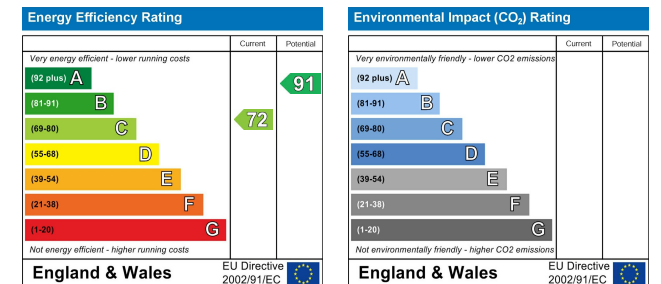 Energy Efficiency Rating
Current Potential
Very energy efficient - lower running costs
(92 plus) A
91
(81-91) B
72
(69-80) C
(55-68) D
(39-54) E
(21-38) F
(1-20) G
Not energy efficient - higher running costs
England & Wales
EU Directive
2002/91/EC
Environmental Impact (CO₂) Rating
Current Potential
Very environmentally friendly - lower CO2 emissions
(92 plus) A
(81-91) B
(69-80) C
(55-68) D
(39-54) E
(21-38) F
(1-20) G
Not environmentally friendly - higher CO2 emissions
England & Wales
EU Directive
2002/91/EC